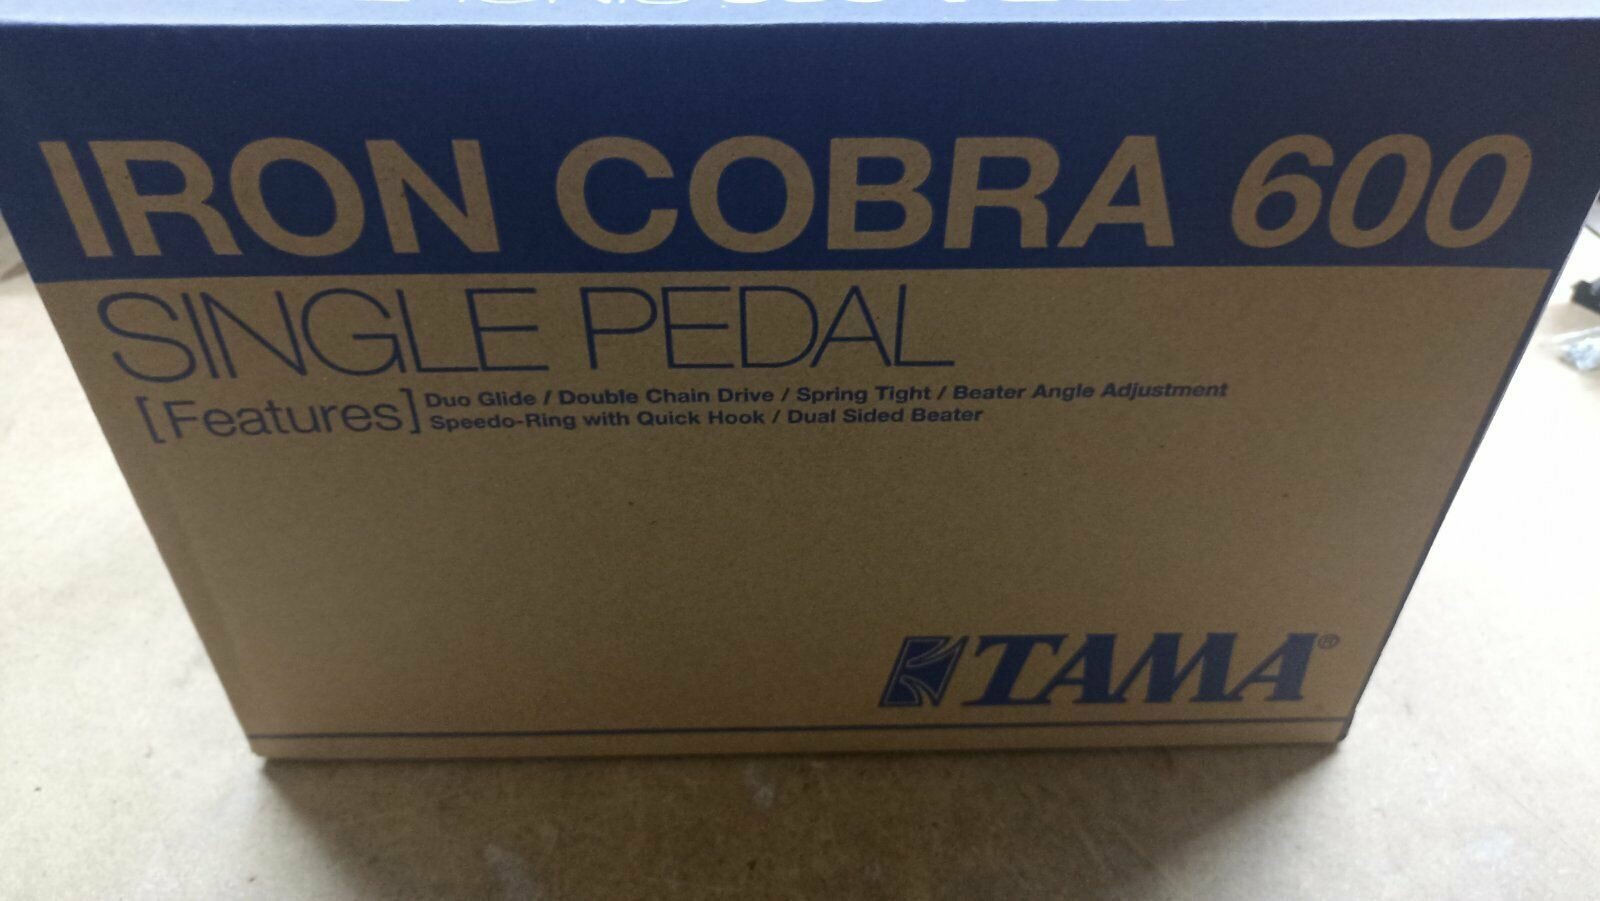 IRON COBRA 600
SINGLE PEDAL
[Features] Duo Glide / Double Chain Drive / Spring Tight / Beater Angle Adjustment
Speedo-Ring with Quick Hook / Dual Sided Beater
TAMA®